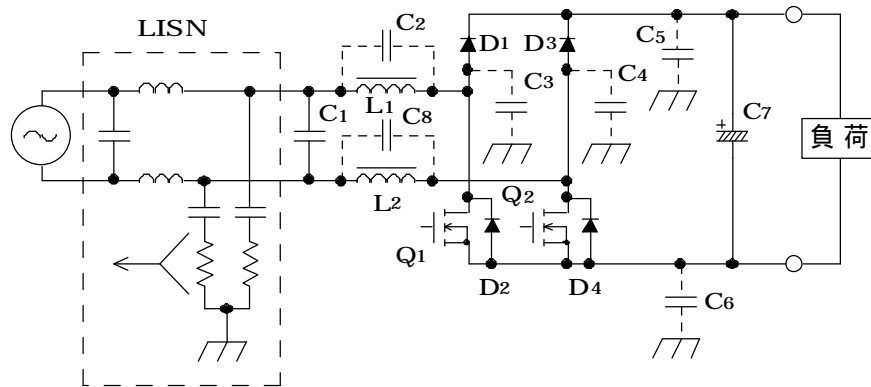 LISN
C2
D1
D3
C5
C3
C4
C1
L1
C8
C7
+
負荷
L2
Q2
Q1
D2
D4
C6